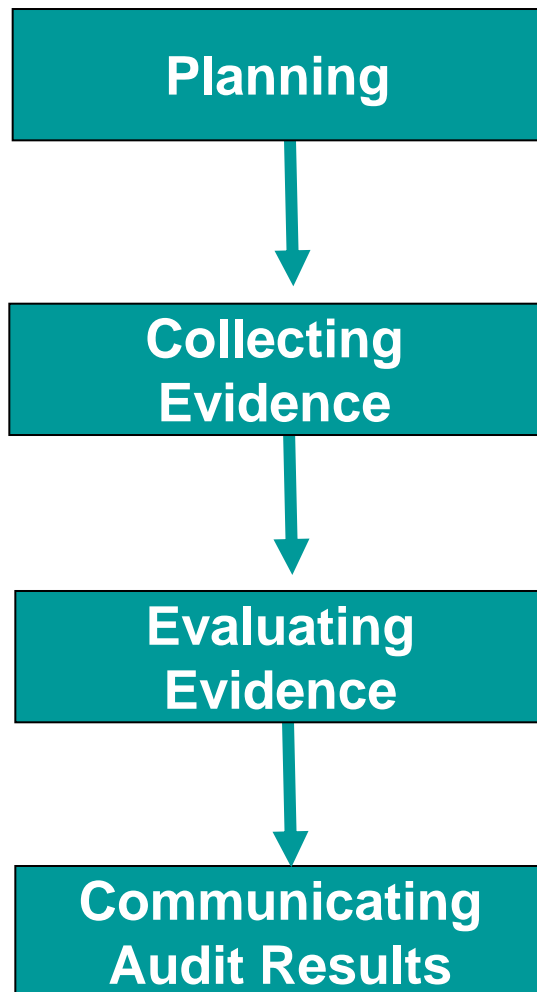 Planning
Collecting
Evidence
Evaluating
Evidence
Communicating
Audit Results